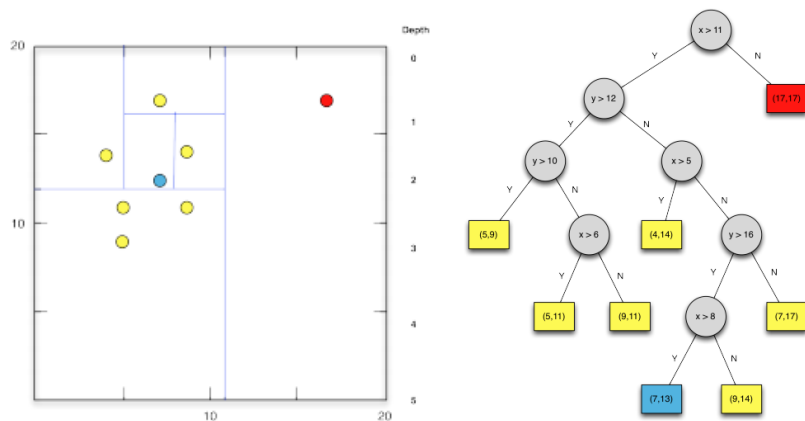 20
10
10
20
Depth
0
1
2
3
4
5
x > 11
Y
N
y > 12
(17,17)
Y
N
y > 10
x > 5
Y
N
Y
N
(5,9)
x > 6
(4,14)
y > 16
Y
N
Y
N
(5,11)
(9,11)
x > 8
(7,17)
Y
N
(7,13)
(9,14)